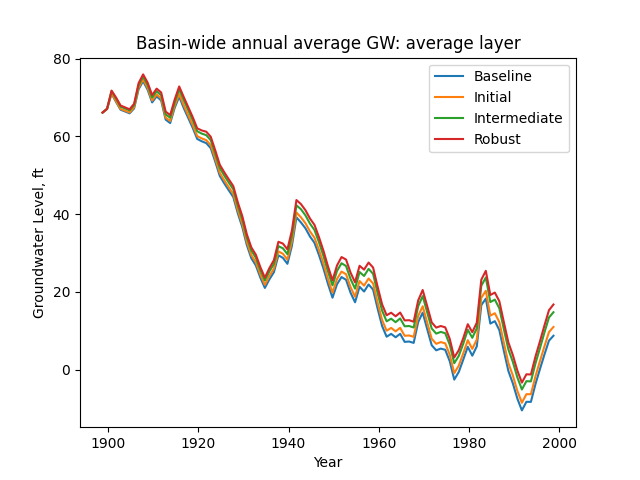 Basin-wide annual average GW: average layer
80
60
40
20
0
Groundwater Level, ft
Baseline
Initial
Intermediate
Robust
1900 1920 1940 1960 1980 2000
Year